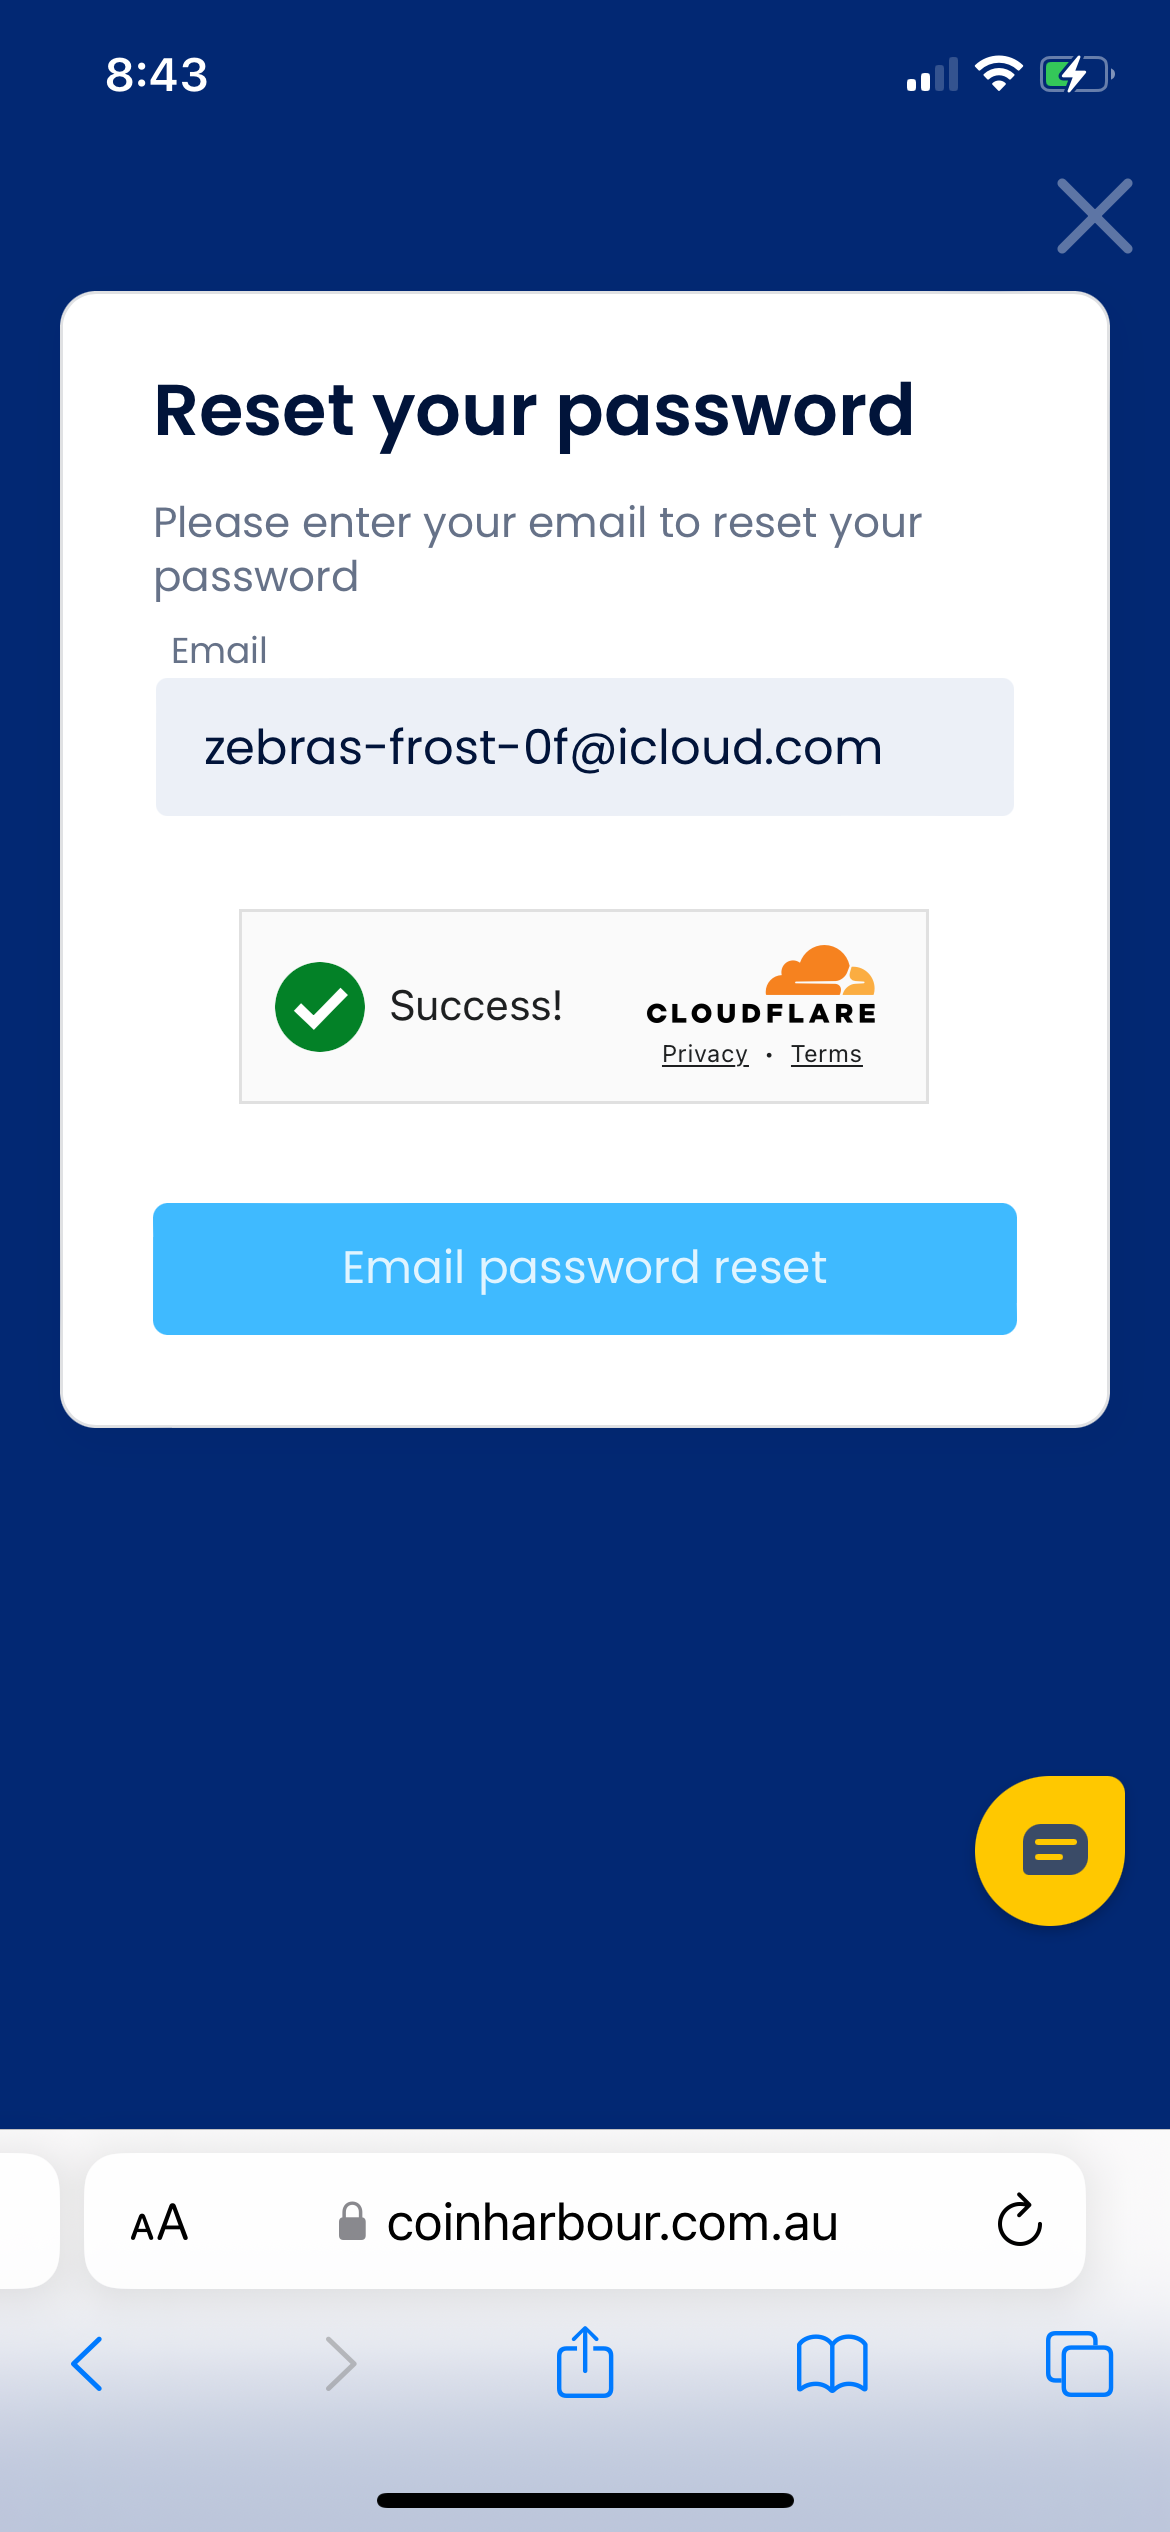 8:43
Reset your password
Please enter your email to reset your
password
Email
zebras-frost-0f@icloud.com
Success!
CLOUDFLARE
Privacy • Terms
Email password reset
AA
coinharbour.com.au